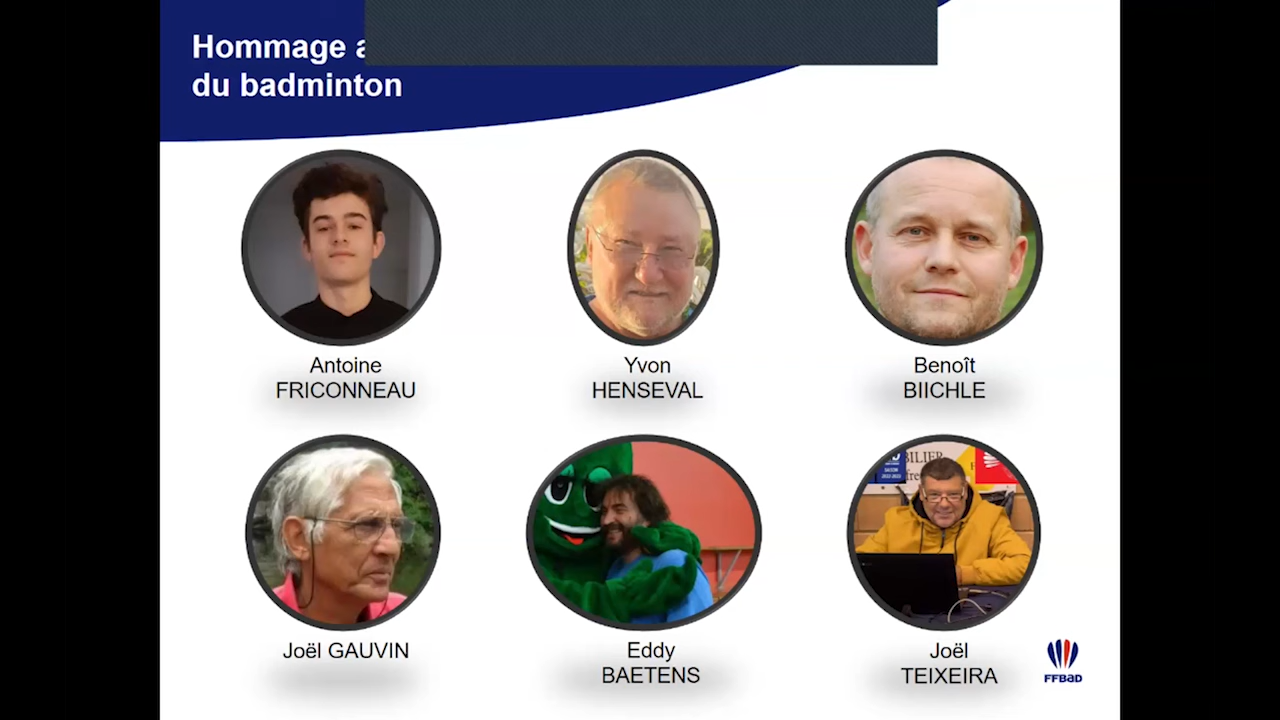 Hommage
du badminton
Antoine
FRICONNEAU
Yvon
HENSEVAL
Benoît
BIICHLE
Joël GAUVIN
Eddy
BAETENS
Joël
TEIXEIRA
FFBaD